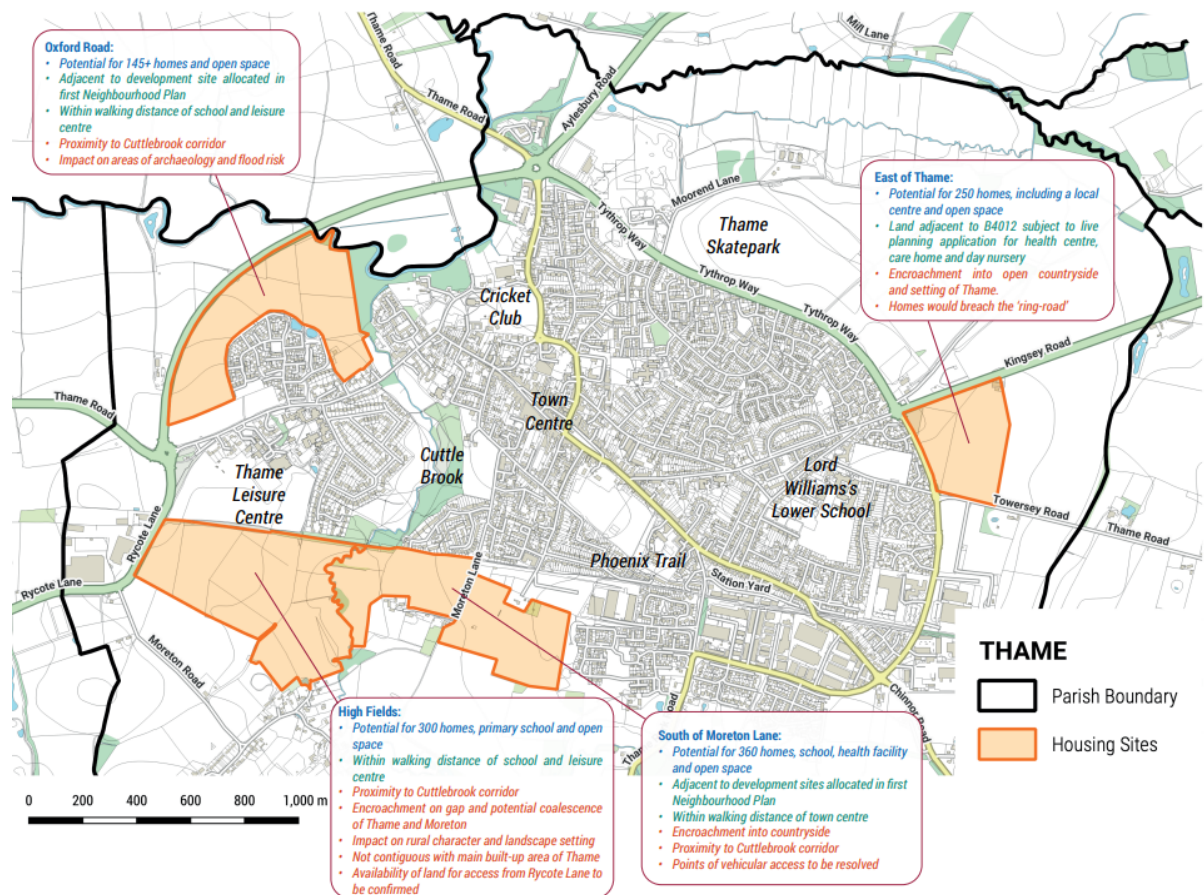 Oxford Road:
• Potential for 145+ homes and open space
• Adjacent to development site allocated in
first Neighbourhood Plan
• Within walking distance of school and leisure
centre
• Proximity to Cuttlebrook corridor
• Impact on areas of archaeology and flood risk
Thame Road
Thame Road
Aylesbury Road
Mill Lane
Moorend Lane
Tythrop Way
Thame
Skatepark
Tythrop Way
Tythrop Way
East of Thame:
• Potential for 250 homes, including a local
centre and open space
• Land adjacent to B4012 subject to live
planning application for health centre,
care home and day nursery
• Encroachment into open countryside
and setting of Thame.
• Homes would breach the 'ring-road'
Kingsey Road
Cricket
Club
Thame Road
Town
Centre
Cuttle
Brook
Thame
Leisure
Centre
Lord
Williams's
Lower School
Towersey Road
Thame Road
Rycote Lane
Rycote Lane
Phoenix Trail
Moreton Lane
Station Yard
Moreton Road
Chinnor Road
THAME
Parish Boundary
Housing Sites
High Fields:
• Potential for 300 homes, primary school and open
space
• Within walking distance of school and leisure
centre
• Proximity to Cuttlebrook corridor
• Encroachment on gap and potential coalescence
of Thame and Moreton
• Impact on rural character and landscape setting
• Not contiguous with main built-up area of Thame
• Availability of land for access from Rycote Lane to
be confirmed
South of Moreton Lane:
• Potential for 360 homes, school, health facility
and open space
• Adjacent to development sites allocated in first
Neighbourhood Plan
• Within walking distance of town centre
• Encroachment into countryside
• Proximity to Cuttlebrook corridor
• Points of vehicular access to be resolved
0 200 400 600 800 1,000 m